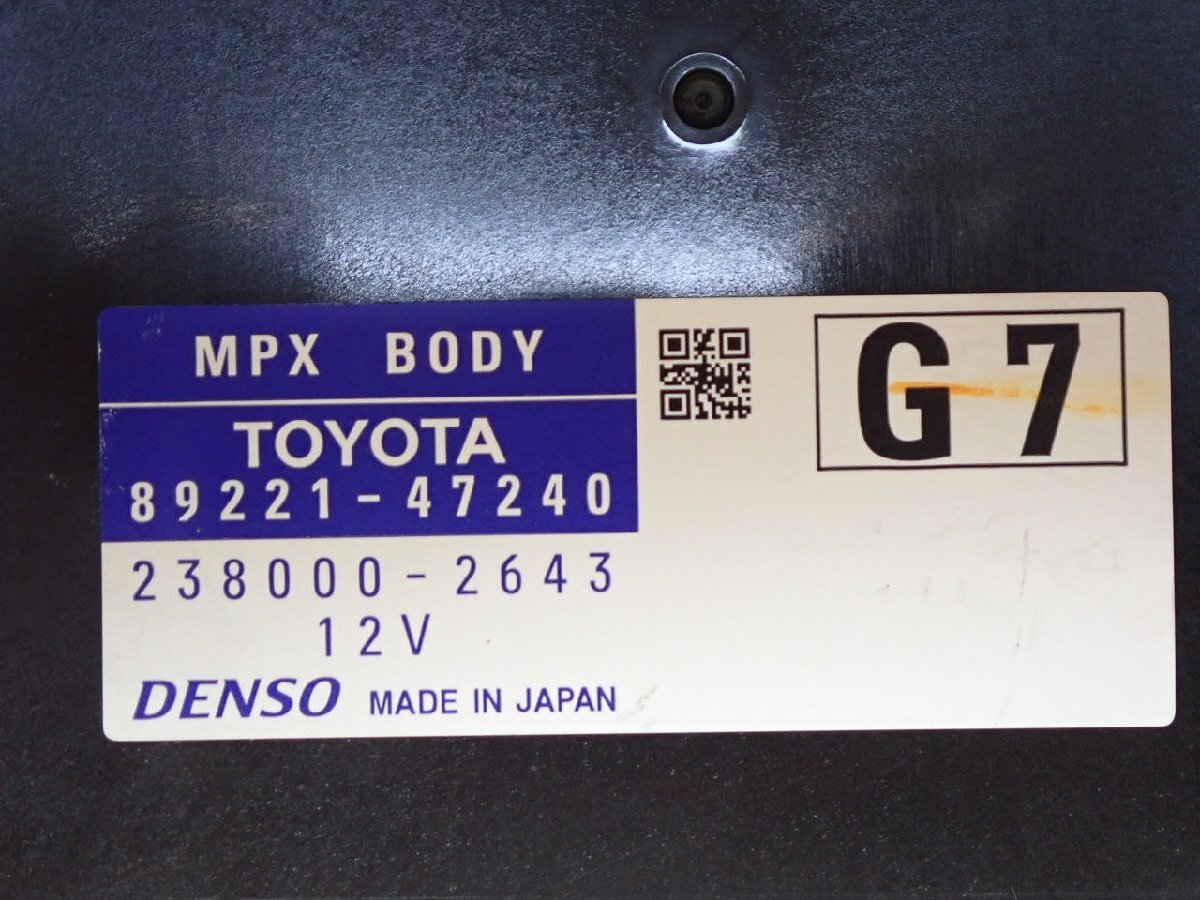 MPX BODY
TOYOTA
89221-47240
238000-2643
12V
DENSO MADE IN JAPAN
G7